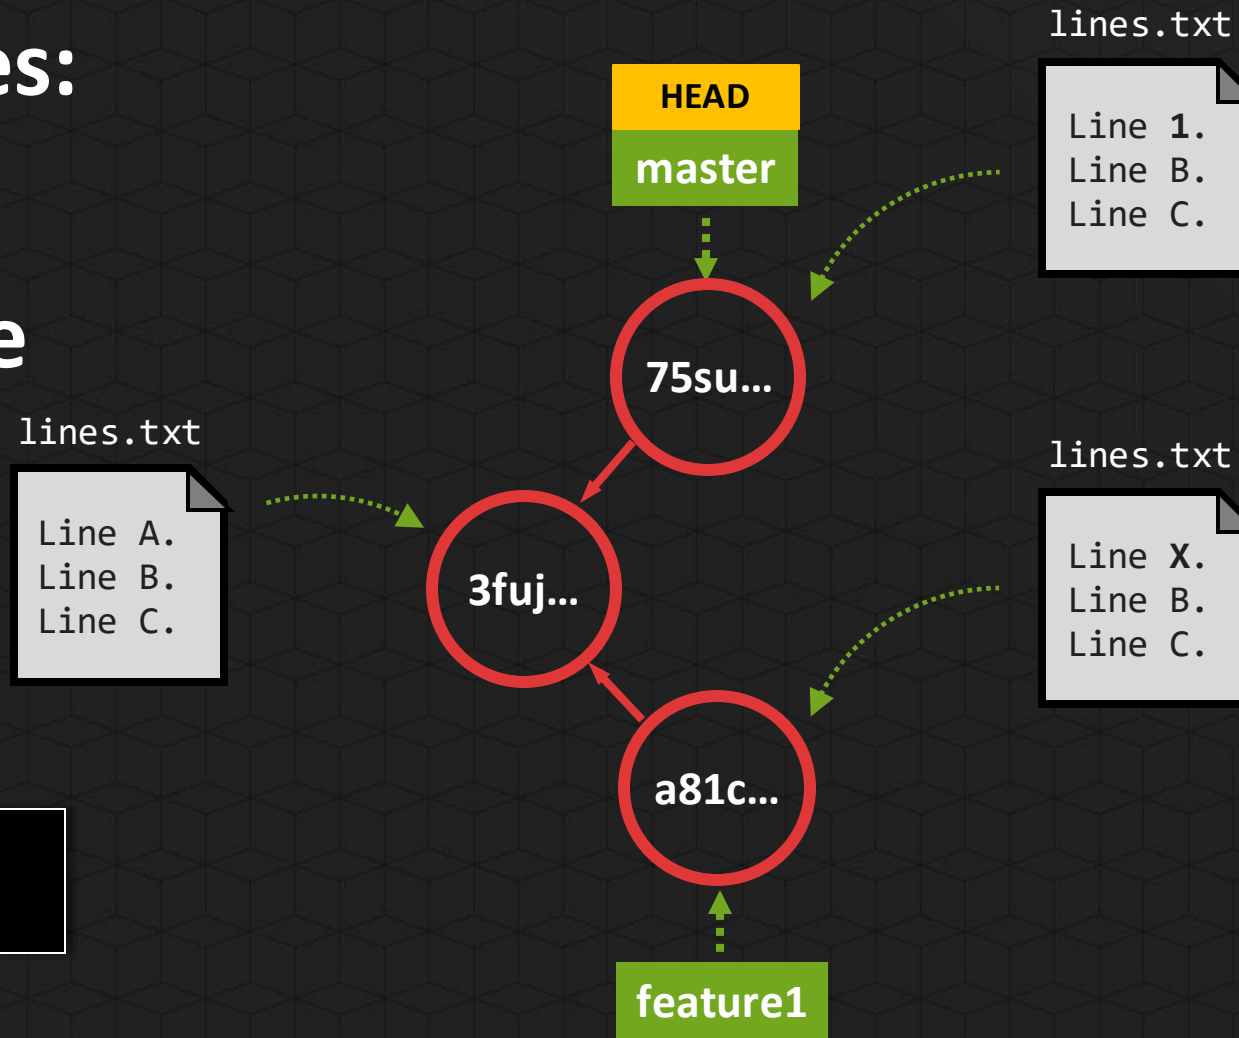 es:
e
HEAD
master
lines.txt
Line 1.
Line B.
Line C.
75su...
lines.txt
Line A.
Line B.
Line C.
3fuj...
lines.txt
Line X.
Line B.
Line C.
a81c...
feature1